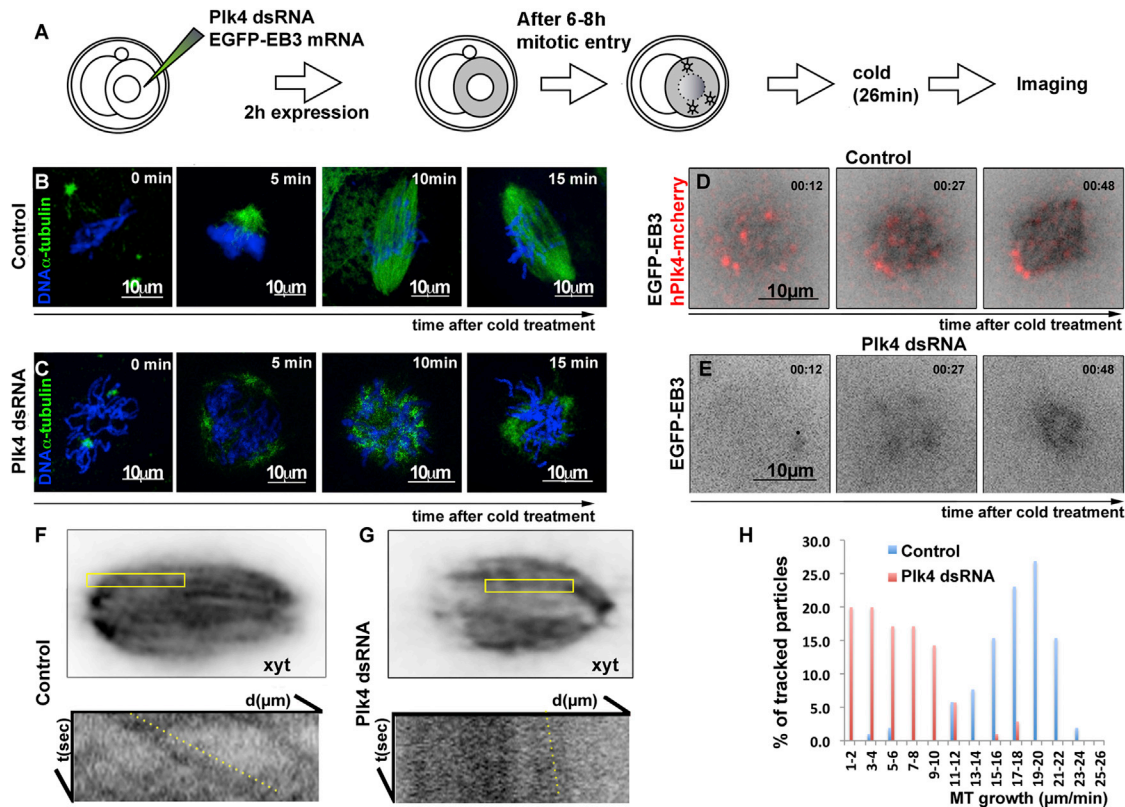 A
Plk4 dsRNA
EGFP-EB3 mRNA
2h expression
After 6-8h
mitotic entry
cold
(26min)
Imaging
B
Control
DNAα-tubulin
0 min
5 min
10min
15 min
10µm
10µm
10µm
10µm
time after cold treatment
C
Plk4 dsRNA
DNAα-tubulin
0 min
5 min
10min
15 min
10µm
10µm
10µm
10µm
time after cold treatment
Control
D
EGFP-EB3
hPlk4-mcherry
00:12
00:27
00:48
10µm
time after cold treatment
Plk4 dsRNA
E
EGFP-EB3
00:12
00:27
00:48
10µm
time after cold treatment
F
Control
xyt
d(µm)
t(sec)
G
Plk4 dsRNA
xyt
d(µm)
t(sec)
H
Control
Plk4 dsRNA
% of tracked particles
30.0
25.0
20.0
15.0
10.0
5.0
0.0
1-2
3-4
5-6
7-8
9-10
11-12
13-14
15-16
17-18
19-20
21-22
23-24
25-26
MT growth (µm/min)